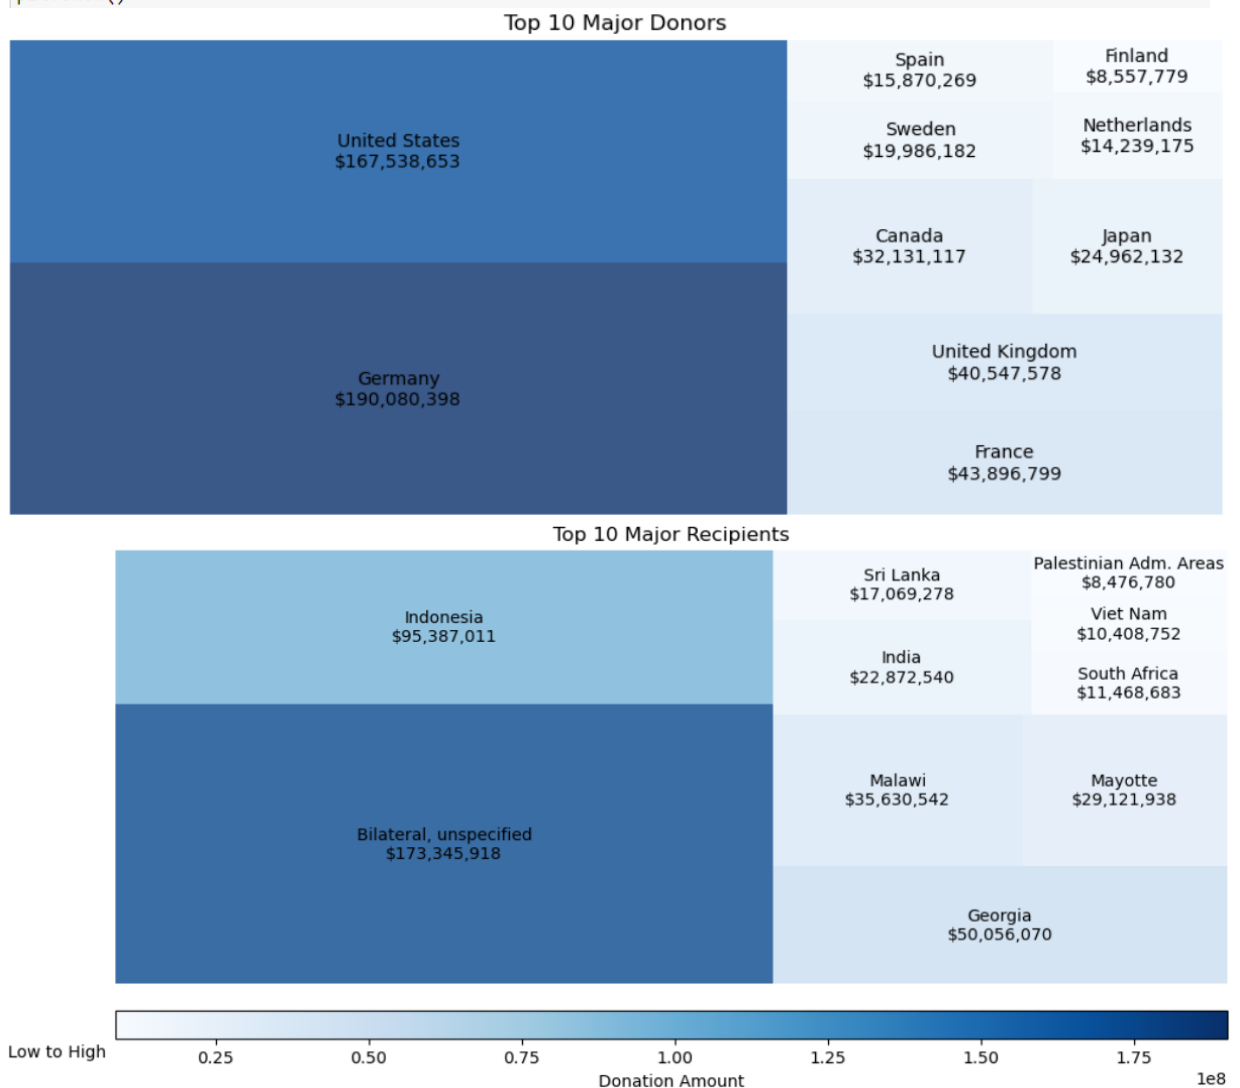 Top 10 Major Donors
United States
$167,538,653
Germany
$190,080,398
Spain
$15,870,269
Finland
$8,557,779
Sweden
$19,986,182
Netherlands
$14,239,175
Canada
$32,131,117
Japan
$24,962,132
United Kingdom
$40,547,578
France
$43,896,799
Top 10 Major Recipients
Indonesia
$95,387,011
Bilateral, unspecified
$173,345,918
Sri Lanka
$17,069,278
India
$22,872,540
Palestinian Adm. Areas
$8,476,780
Viet Nam
$10,408,752
South Africa
$11,468,683
Malawi
$35,630,542
Mayotte
$29,121,938
Georgia
$50,056,070
Low to High
0.25 0.50 0.75 1.00 1.25 1.50 1.75
1e8
Donation Amount